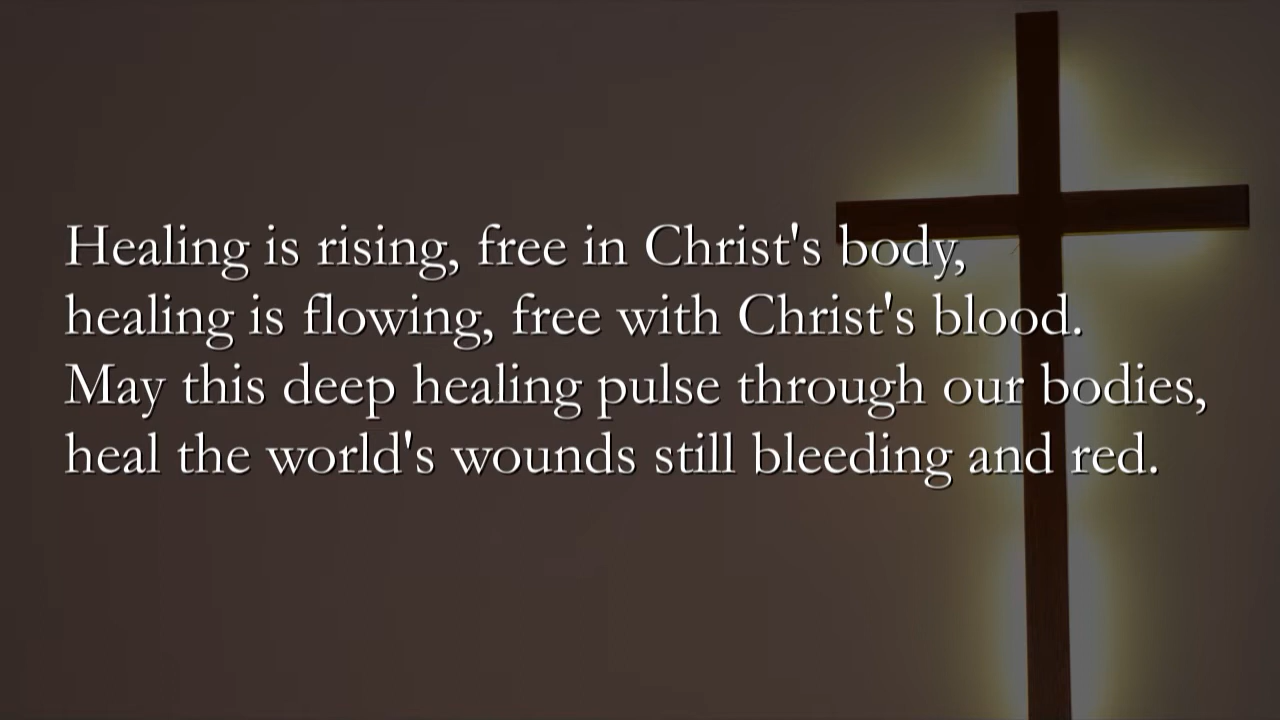 Healing is rising, free in Christ's body,
healing is flowing, free with Christ's blood.
May this deep healing pulse through our bodies,
heal the world's wounds still bleeding and red.